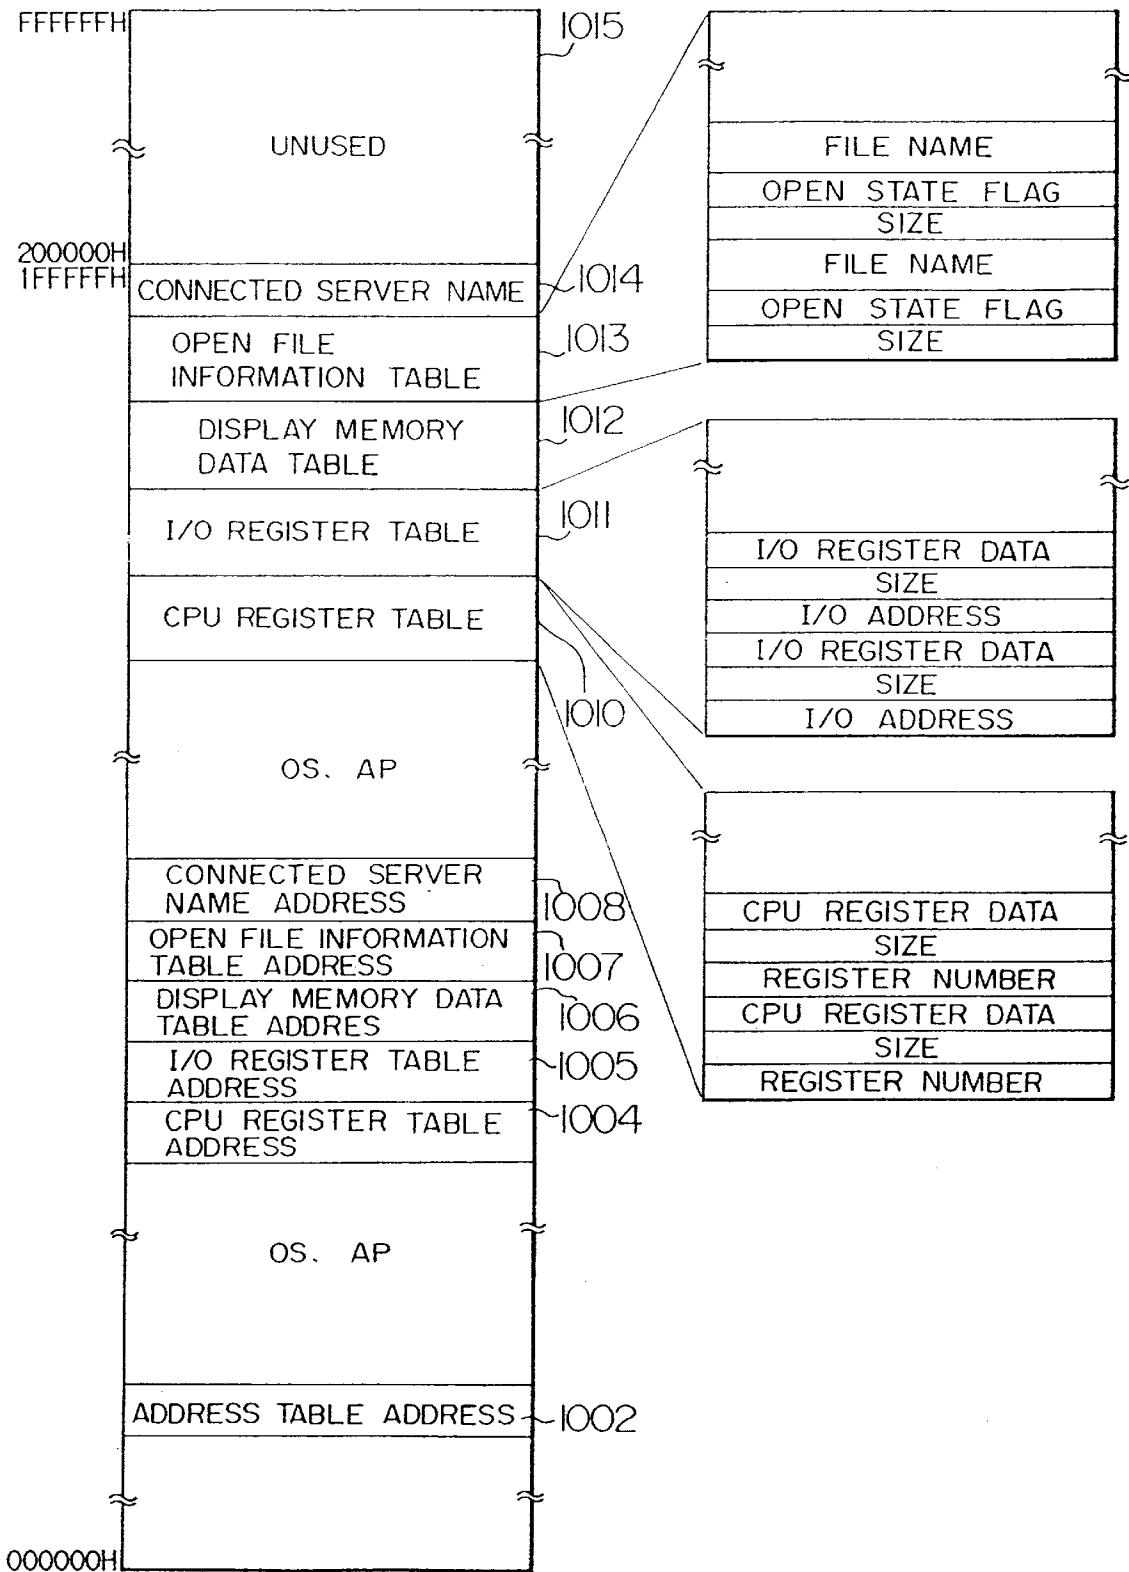 FFFFFFH
1015
UNUSED
200000H
1FFFFFH
CONNECTED SERVER NAME
1014
OPEN FILE
INFORMATION TABLE
1013
DISPLAY MEMORY
DATA TABLE
1012
I/O REGISTER TABLE
1011
CPU REGISTER TABLE
1010
OS. AP
CONNECTED SERVER
NAME ADDRESS
1008
OPEN FILE INFORMATION
TABLE ADDRESS
1007
DISPLAY MEMORY DATA
TABLE ADDRES
1006
I/O REGISTER TABLE
ADDRESS
1005
CPU REGISTER TABLE
ADDRESS
1004
OS. AP
ADDRESS TABLE ADDRESS
1002
000000H
FILE NAME
OPEN STATE FLAG
SIZE
FILE NAME
OPEN STATE FLAG
SIZE
I/O REGISTER DATA
SIZE
I/O ADDRESS
I/O REGISTER DATA
SIZE
I/O ADDRESS
CPU REGISTER DATA
SIZE
REGISTER NUMBER
CPU REGISTER DATA
SIZE
REGISTER NUMBER